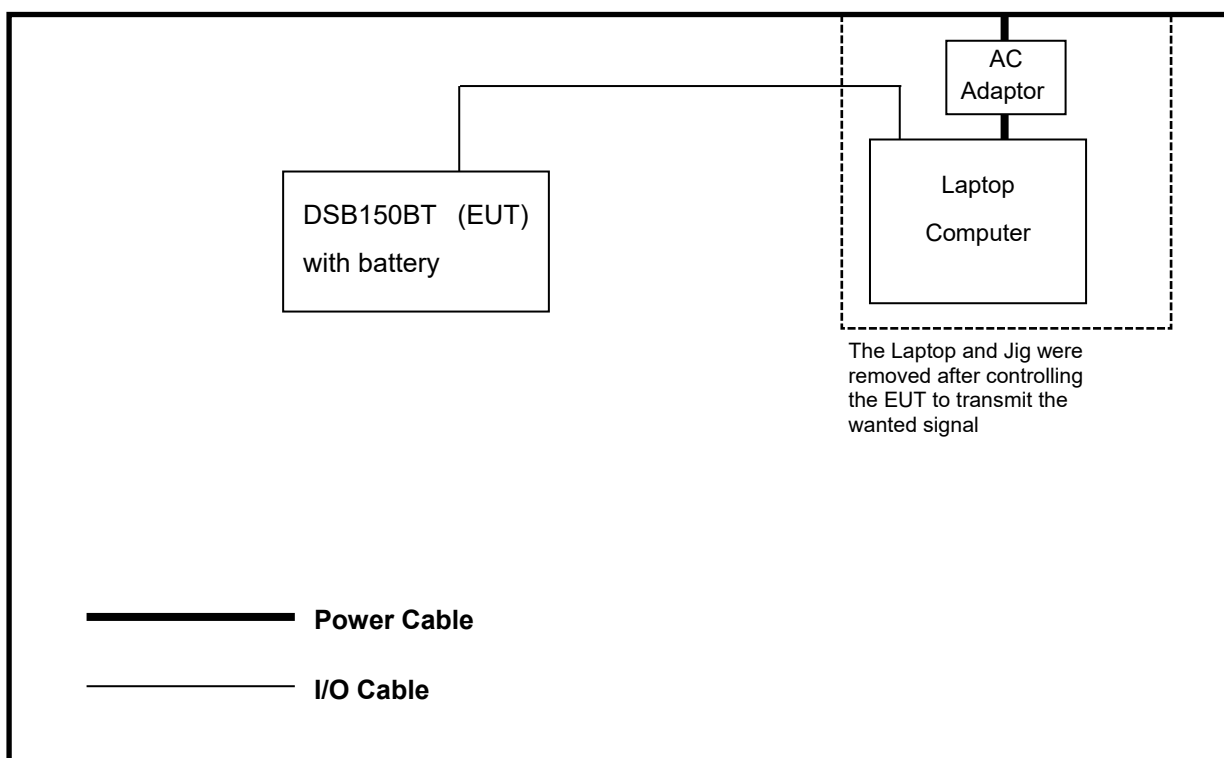 AC
Adaptor
Laptop
Computer
DSB150BT (EUT)
with battery
The Laptop and Jig were
removed after controlling
the EUT to transmit the
wanted signal
Power Cable
I/O Cable